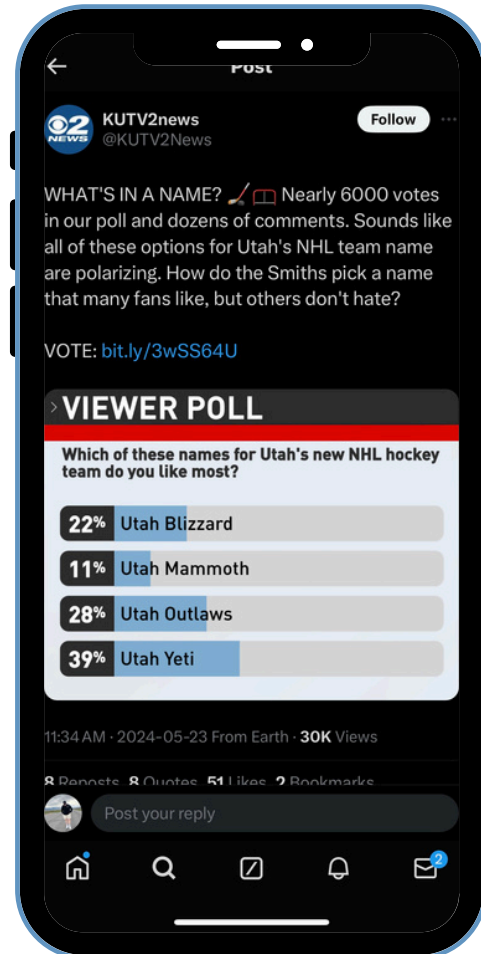 Post
2
NEWS
KUTV2news
@KUTV2News
Follow
WHAT'S IN A NAME? 🏒 🥅 Nearly 6000 votes
in our poll and dozens of comments. Sounds like
all of these options for Utah's NHL team name
are polarizing. How do the Smiths pick a name
that many fans like, but others don't hate?
VOTE: bit.ly/3wSS64U
VIEWER POLL
Which of these names for Utah's new NHL hockey
team do you like most?
22% Utah Blizzard
11% Utah Mammoth
28% Utah Outlaws
39% Utah Yeti
11:34 AM · 2024-05-23 From Earth · 30K Views
8 Reposts 8 Quotes 51 Likes 2 Bookmarks
Post your reply
2